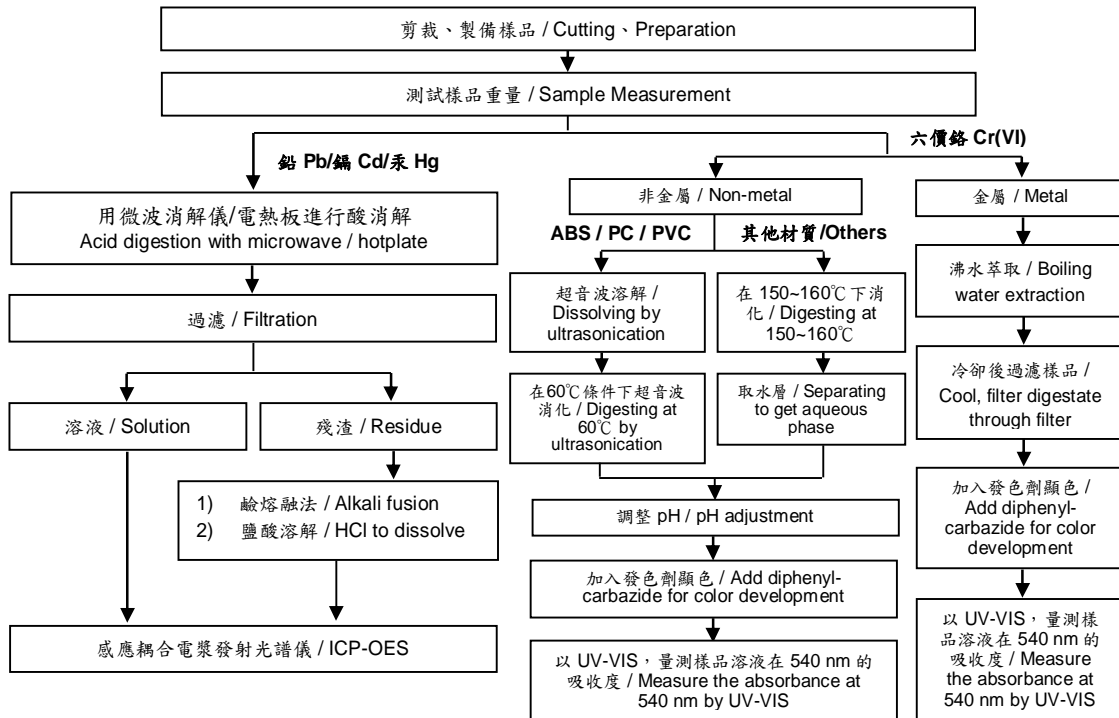 剪裁、製備樣品 / Cutting、Preparation
測試樣品重量 / Sample Measurement
鉛 Pb/鎘 Cd/汞 Hg
六價鉻 Cr(VI)
用微波消解儀/電熱板進行酸消解
Acid digestion with microwave / hotplate
過濾 / Filtration
溶液 / Solution
殘渣 / Residue
1) 鹼熔融法 / Alkali fusion
2) 鹽酸溶解 / HCl to dissolve
感應耦合電漿發射光譜儀 / ICP-OES
非金屬 / Non-metal
ABS / PC / PVC
其他材質/Others
超音波溶解 /
Dissolving by
ultrasonication
在60℃條件下超音波
消化 / Digesting at
60℃ by
ultrasonication
在 150~160℃下消
化 / Digesting at
150~160℃
取水層 / Separating
to get aqueous
phase
調整 pH / pH adjustment
加入發色劑顯色 / Add diphenyl-
carbazide for color development
以 UV-VIS，量測樣品溶液在 540 nm 的
吸收度 / Measure the absorbance at
540 nm by UV-VIS
金屬 / Metal
沸水萃取 / Boiling
water extraction
冷卻後過濾樣品 /
Cool, filter digestate
through filter
加入發色劑顯色 /
Add diphenyl-
carbazide for color
development
以 UV-VIS，量測樣
品溶液在 540 nm 的
吸收度 / Measure
the absorbance at
540 nm by UV-VIS